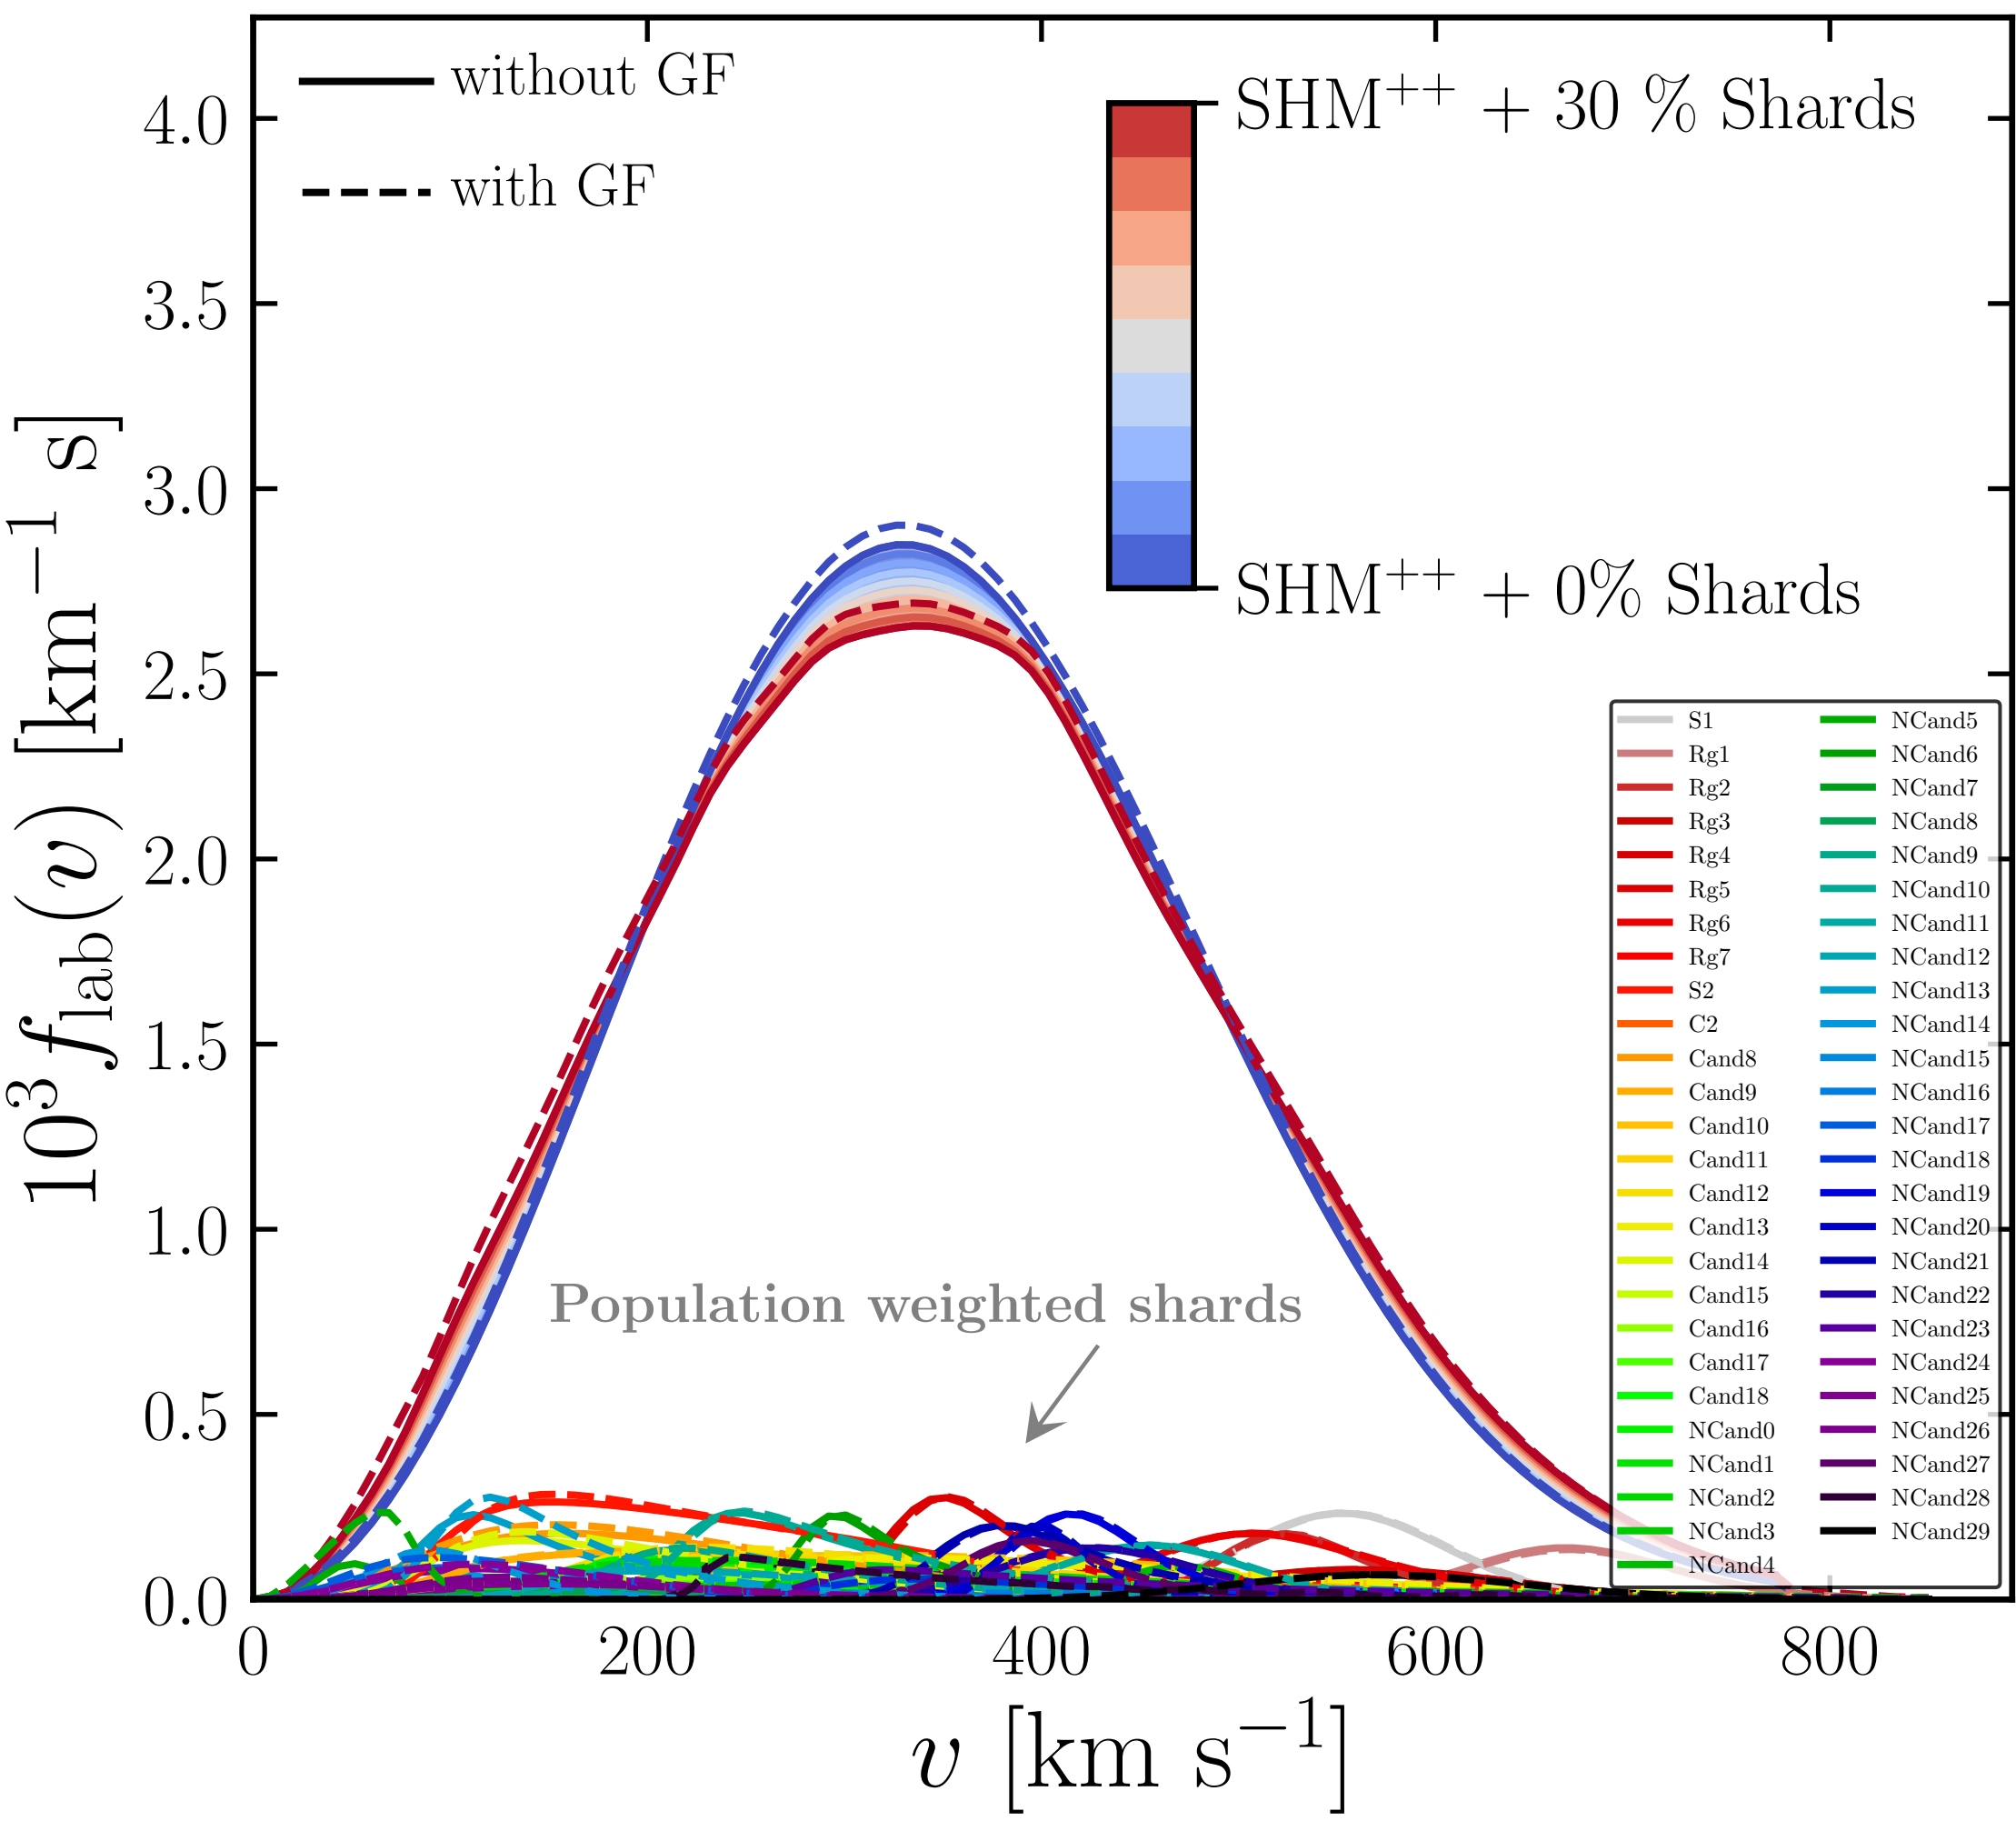 without GF
with GF
SHM⁺⁺ + 30 % Shards
SHM⁺⁺ + 0% Shards
4.0
3.5
3.0
2.5
2.0
1.5
1.0
0.5
0.0
10³ f_lab(v) [km⁻¹ s]
Population weighted shards
S1
Rg1
Rg2
Rg3
Rg4
Rg5
Rg6
Rg7
S2
C2
Cand8
Cand9
Cand10
Cand11
Cand12
Cand13
Cand14
Cand15
Cand16
Cand17
Cand18
NCand0
NCand1
NCand2
NCand3
NCand4
NCand5
NCand6
NCand7
NCand8
NCand9
NCand10
NCand11
NCand12
NCand13
NCand14
NCand15
NCand16
NCand17
NCand18
NCand19
NCand20
NCand21
NCand22
NCand23
NCand24
NCand25
NCand26
NCand27
NCand28
NCand29
0 200 400 600 800
v [km s⁻¹]